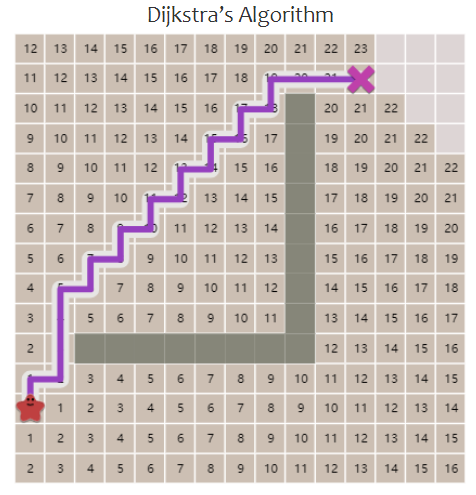 Dijkstra's Algorithm
12 13 14 15 16 17 18 19 20 21 22 23
11 12 13 14 15 16 17 18 19 20 21
10 11 12 13 14 15 16 17 18 20 21 22
9 10 11 12 13 14 15 16 17 19 20 21 22
8 9 10 11 12 13 14 15 16 18 19 20 21 22
7 8 9 10 11 12 13 14 15 17 18 19 20 21
6 7 8 9 10 11 12 13 14 16 17 18 19 20
5 6 7 9 10 11 12 13 15 16 17 18 19
4 5 7 8 9 10 11 12 14 15 16 17 18
3 4 5 6 7 8 9 10 11 13 14 15 16 17
2 12 13 14 15 16
1 2 3 4 5 6 7 8 9 10 11 12 13 14 15
1 2 3 4 5 6 7 8 9 10 11 12 13 14
1 2 3 4 5 6 7 8 9 10 11 12 13 14 15
2 3 4 5 6 7 8 9 10 11 12 13 14 15 16